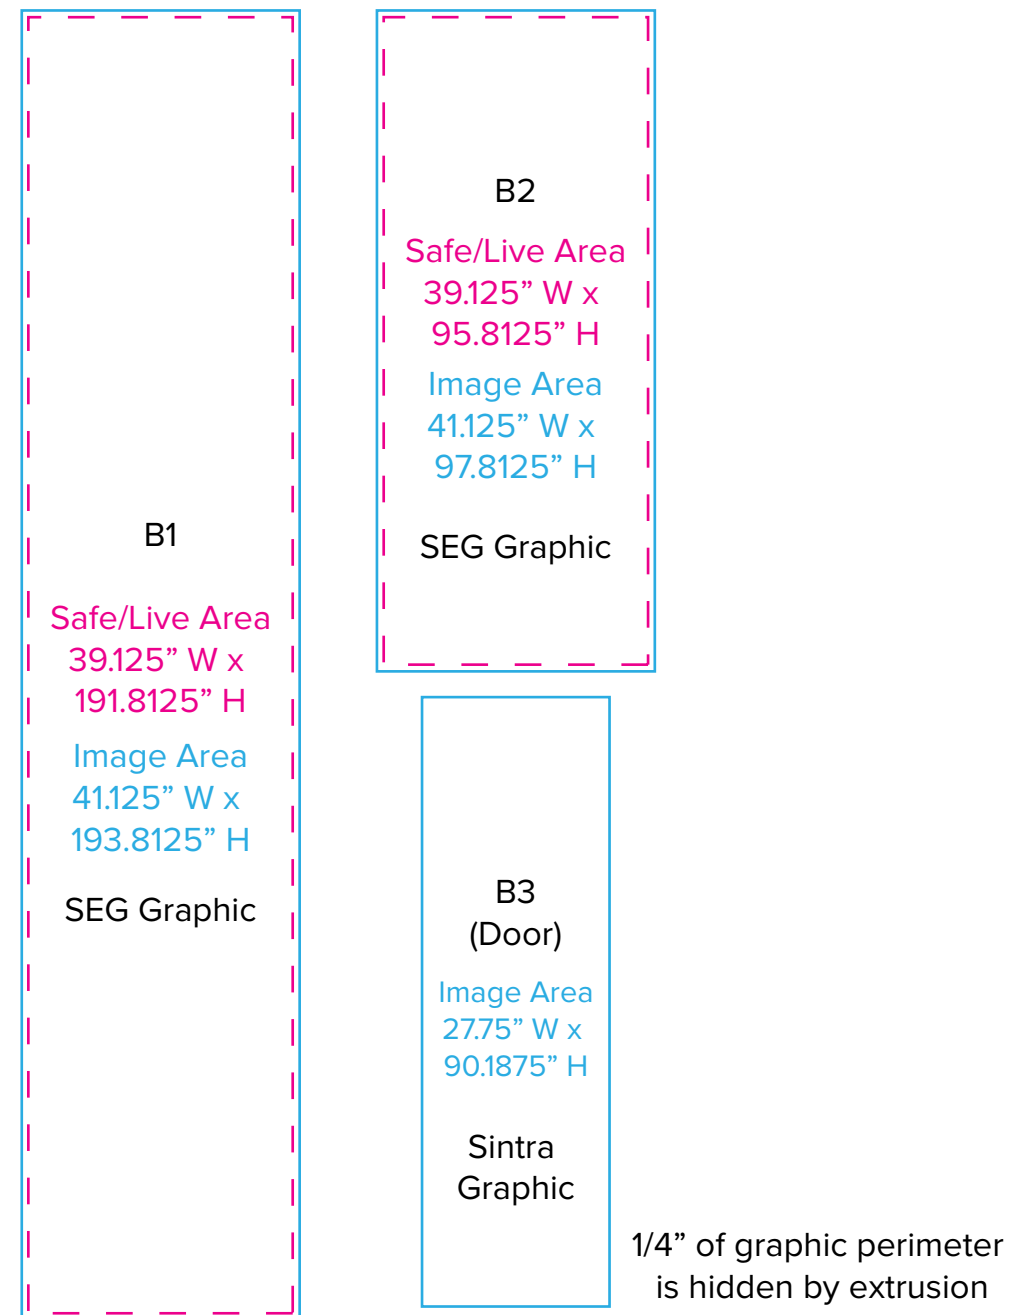 B1
Safe/Live Area
39.125” W x
191.8125” H
Image Area
41.125” W x
193.8125” H
SEG Graphic
B2
Safe/Live Area
39.125” W x
95.8125” H
Image Area
41.125” W x
97.8125” H
SEG Graphic
B3
(Door)
Image Area
27.75” W x
90.1875” H
Sintra
Graphic
1/4” of graphic perimeter
is hidden by extrusion